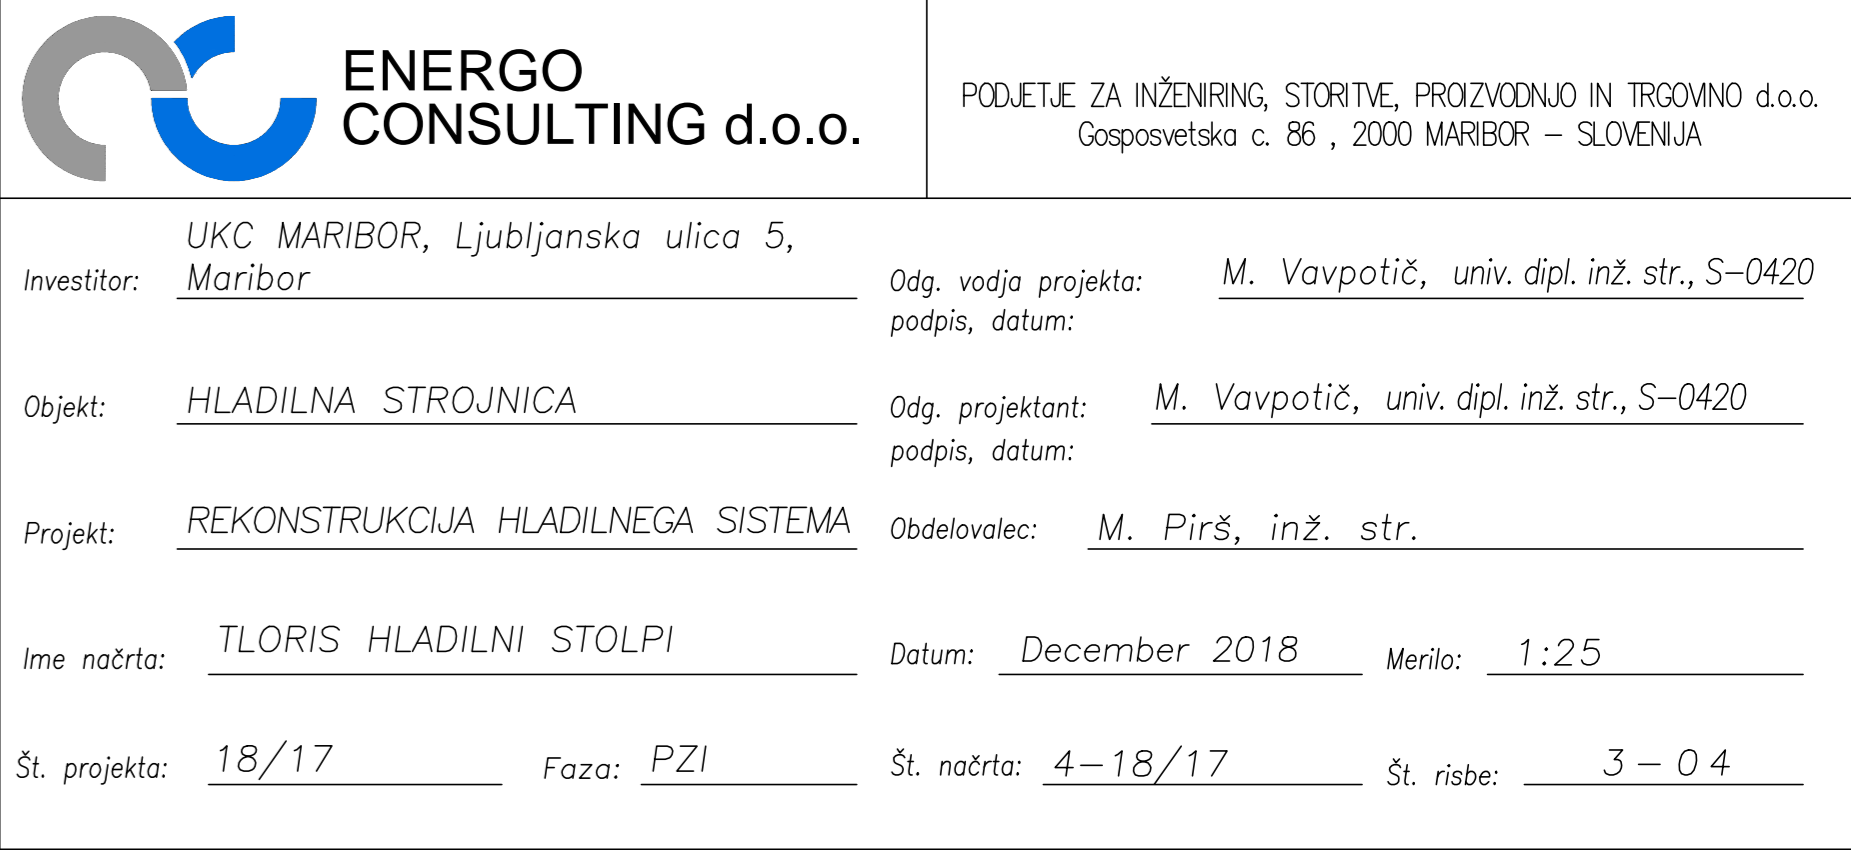 ENERGO
CONSULTING d.o.o.
PODJETJE ZA INŽENIRING, STORITVE, PROIZVODNJO IN TRGOVINO d.o.o.
Gosposvetska c. 86 , 2000 MARIBOR – SLOVENIJA
Investitor: UKC MARIBOR, Ljubljanska ulica 5,
Maribor
Odg. vodja projekta: M. Vavpotič, univ. dipl. inž. str., S–0420
podpis, datum:
Objekt: HLADILNA STROJNICA
Odg. projektant: M. Vavpotič, univ. dipl. inž. str., S–0420
podpis, datum:
Projekt: REKONSTRUKCIJA HLADILNEGA SISTEMA
Obdelovalec: M. Pirš, inž. str.
Ime načrta: TLORIS HLADILNI STOLPI
Datum: December 2018 Merilo: 1:25
Št. projekta: 18/17 Faza: PZI
Št. načrta: 4–18/17 Št. risbe: 3 – 04